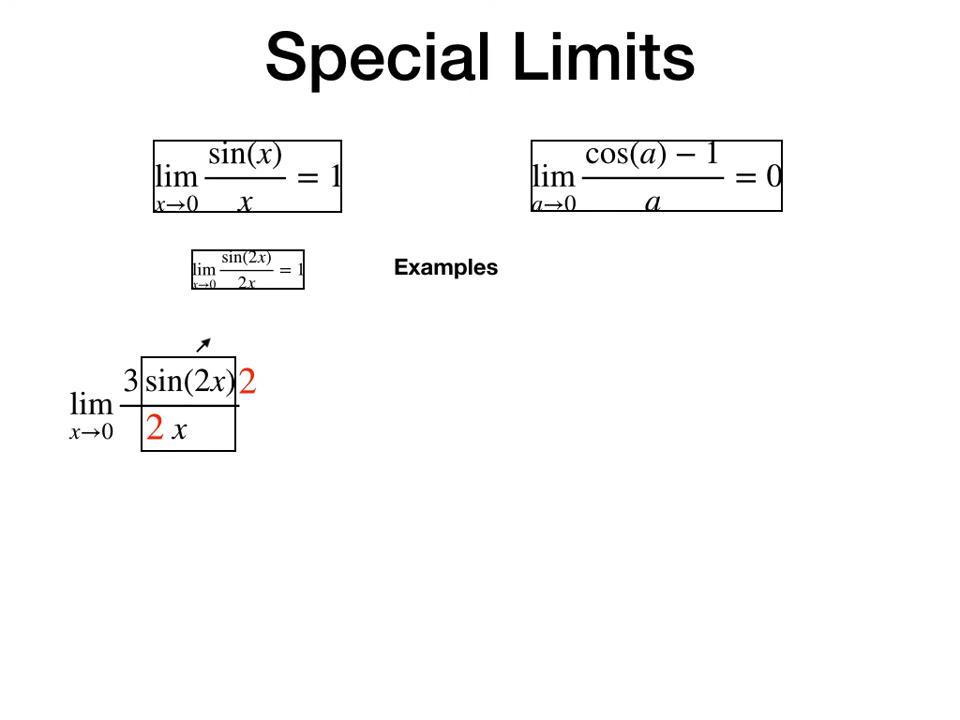 Special Limits
lim x→0 sin(x)/x = 1
lim a→0 cos(a) − 1/a = 0
lim x→0 sin(2x)/2x = 1
Examples
lim x→0 3 sin(2x) 2/2 x